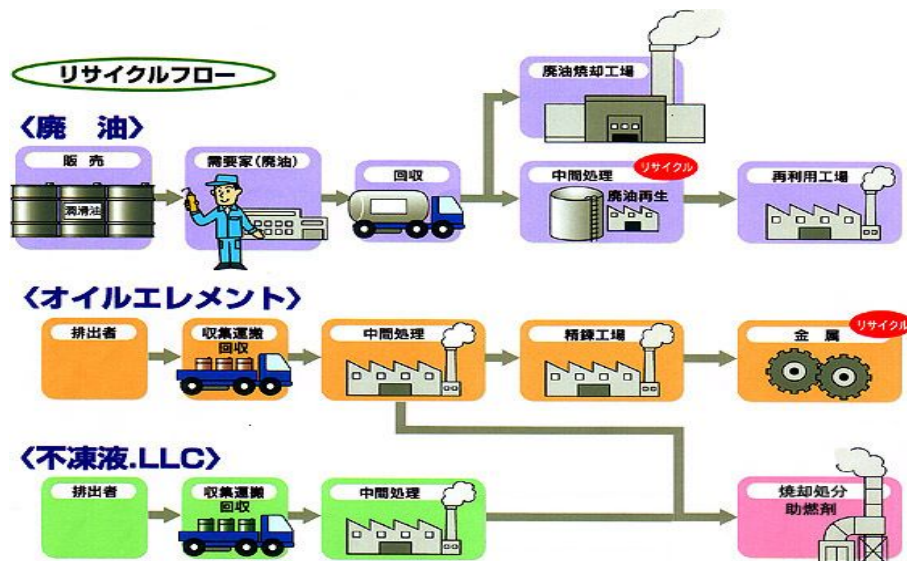 リサイクルフロー
〈廃 油〉
廃油焼却工場
販 売
需要家(廃油)
回収
中間処理
リサイクル
再利用工場
潤滑油
廃油再生
〈オイルエレメント〉
排出者
収集運搬
回収
中間処理
精錬工場
金 属
リサイクル
〈不凍液.LLC〉
排出者
収集運搬
回収
中間処理
焼却処分
助燃剤